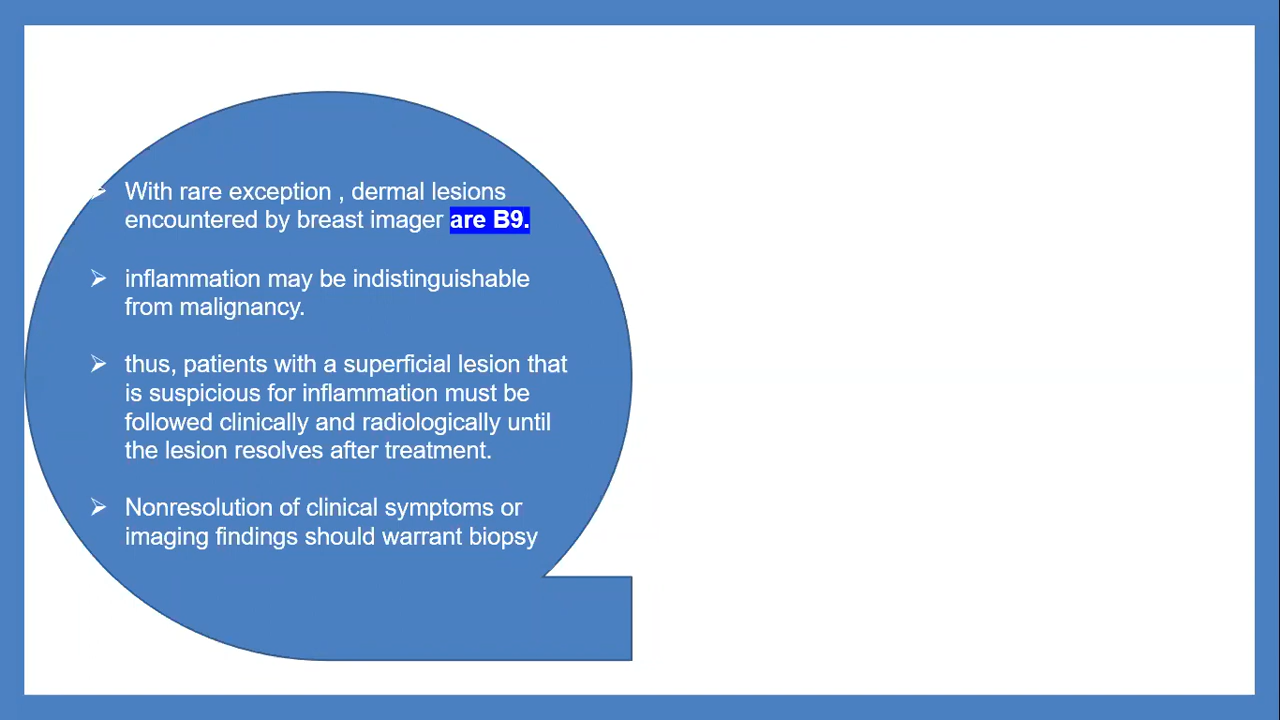 With rare exception , dermal lesions
encountered by breast imager are B9.
inflammation may be indistinguishable
from malignancy.
thus, patients with a superficial lesion that
is suspicious for inflammation must be
followed clinically and radiologically until
the lesion resolves after treatment.
Nonresolution of clinical symptoms or
imaging findings should warrant biopsy